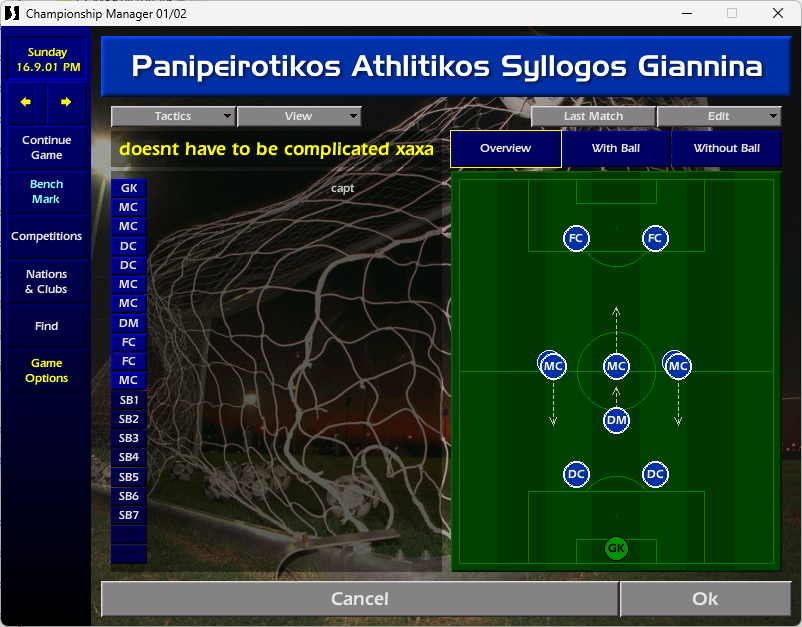 Championship Manager 01/02
Sunday
16.9.01 PM
Panipeirotikos Athlitikos Syllogos Giannina
Continue
Game
Bench
Mark
Competitions
Nations
& Clubs
Find
Game
Options
Tactics
View
Last Match
Edit
doesnt have to be complicated xaxa
Overview
With Ball
Without Ball
GK
capt
MC
MC
DC
DC
MC
MC
DM
FC
FC
MC
SB1
SB2
SB3
SB4
SB5
SB6
SB7
FC
FC
MC
MC
MC
DM
DC
DC
GK
Cancel
Ok